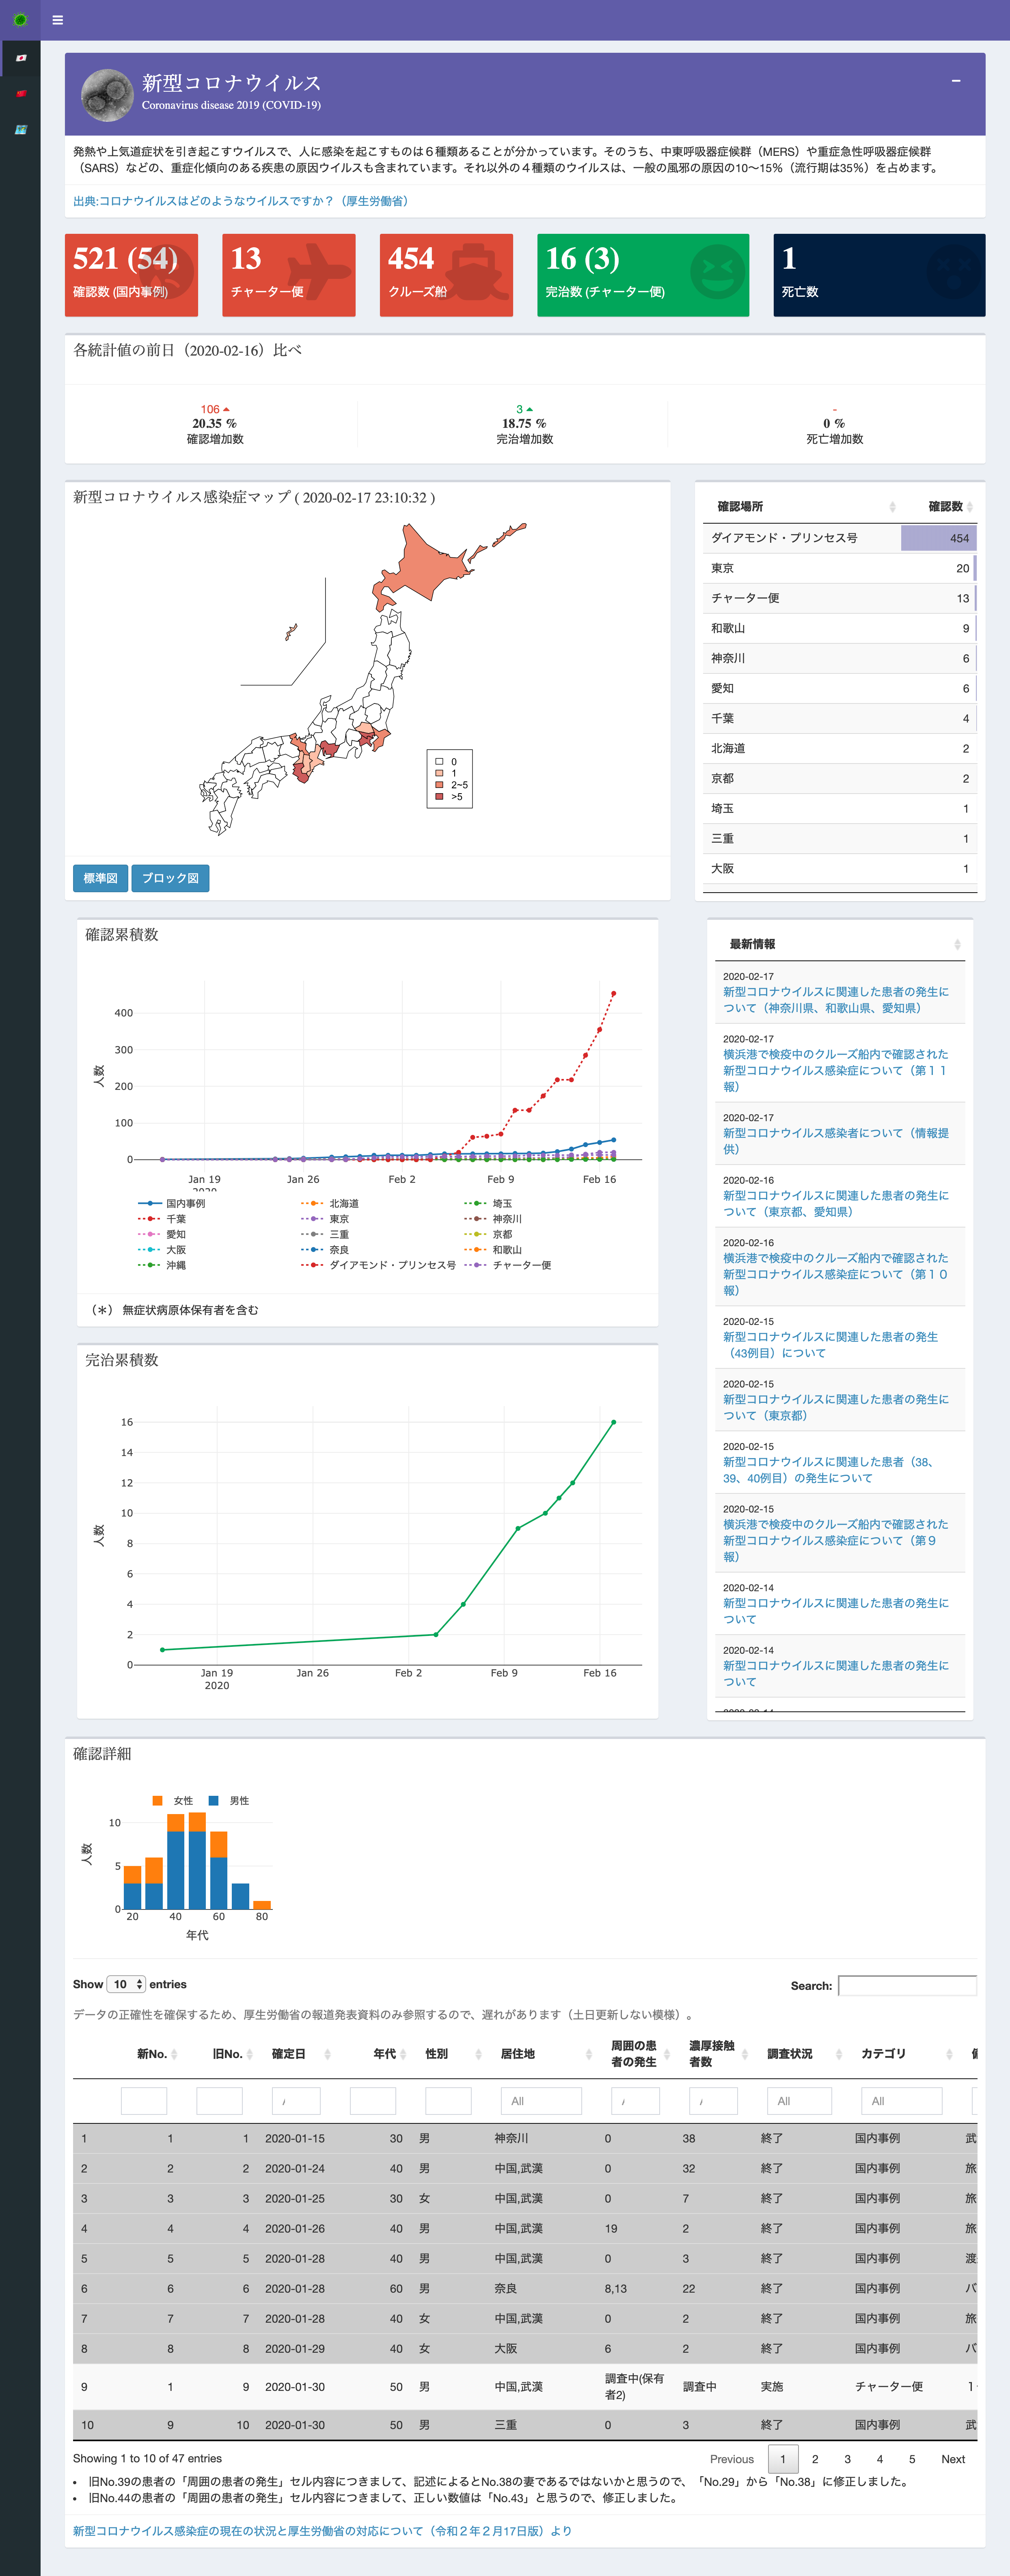 新型コロナウイルス
Coronavirus disease 2019 (COVID-19)
発熱や上気道症状を引き起こすウイルスで、人に感染を起こすものは６種類あることが分かっています。そのうち、中東呼吸器症候群（MERS）や重症急性呼吸器症候群
（SARS）などの、重症化傾向のある疾患の原因ウイルスも含まれています。それ以外の４種類のウイルスは、一般の風邪の原因の10〜15%（流行期は35%）を占めます。
出典:コロナウイルスはどのようなウイルスですか？（厚生労働省）
521 (54)
確認数 (国内事例)
13
チャーター便
454
クルーズ船
16 (3)
完治数 (チャーター便)
1
死亡数
各統計値の前日（2020-02-16）比べ
106
20.35 %
確認増加数
3
18.75 %
完治増加数
-
0 %
死亡増加数
新型コロナウイルス感染症マップ ( 2020-02-17 23:10:32 )
0
1
2~5
>5
標準図 ブロック図
確認場所 確認数
ダイアモンド・プリンセス号 454
東京 20
チャーター便 13
和歌山 9
神奈川 6
愛知 6
千葉 4
北海道 2
京都 2
埼玉 1
三重 1
大阪 1
確認累積数
人数
400
300
200
100
0
Jan 19 Jan 26 Feb 2 Feb 9 Feb 16
2020
国内事例 北海道 埼玉
千葉 東京 神奈川
愛知 三重 京都
大阪 奈良 和歌山
沖縄 ダイアモンド・プリンセス号 チャーター便
（＊） 無症状病原体保有者を含む
最新情報
2020-02-17
新型コロナウイルスに関連した患者の発生に
ついて（神奈川県、和歌山県、愛知県）
2020-02-17
横浜港で検疫中のクルーズ船内で確認された
新型コロナウイルス感染症について（第１１
報）
2020-02-17
新型コロナウイルス感染者について（情報提
供）
2020-02-16
新型コロナウイルスに関連した患者の発生に
ついて（東京都、愛知県）
2020-02-16
横浜港で検疫中のクルーズ船内で確認された
新型コロナウイルス感染症について（第１０
報）
2020-02-15
新型コロナウイルスに関連した患者の発生
（43例目）について
2020-02-15
新型コロナウイルスに関連した患者の発生に
ついて（東京都）
2020-02-15
新型コロナウイルスに関連した患者（38、
39、40例目）の発生について
2020-02-15
横浜港で検疫中のクルーズ船内で確認された
新型コロナウイルス感染症について（第９
報）
2020-02-14
新型コロナウイルスに関連した患者の発生に
ついて
2020-02-14
新型コロナウイルスに関連した患者の発生に
ついて
完治累積数
人数
16
14
12
10
8
6
4
2
0
Jan 19 Jan 26 Feb 2 Feb 9 Feb 16
2020
確認詳細
女性 男性
人数
10
5
0
20 40 60 80
年代
Show 10 entries
Search:
データの正確性を確保するため、厚生労働省の報道発表資料のみ参照するので、遅れがあります（土日更新しない模様）。
新No. 旧No. 確定日 年代 性別 居住地 周囲の患者の発生 濃厚接触者数 調査状況 カテゴリ
All All All
1 1 1 2020-01-15 30 男 神奈川 0 38 終了 国内事例 武
2 2 2 2020-01-24 40 男 中国,武漢 0 32 終了 国内事例 旅
3 3 3 2020-01-25 30 女 中国,武漢 0 7 終了 国内事例 旅
4 4 4 2020-01-26 40 男 中国,武漢 19 2 終了 国内事例 旅
5 5 5 2020-01-28 40 男 中国,武漢 0 3 終了 国内事例 渡
6 6 6 2020-01-28 60 男 奈良 8,13 22 終了 国内事例 バ
7 7 7 2020-01-28 40 女 中国,武漢 0 2 終了 国内事例 旅
8 8 8 2020-01-29 40 女 大阪 6 2 終了 国内事例 バ
9 1 9 2020-01-30 50 男 中国,武漢 調査中(保有者2) 調査中 実施 チャーター便 1
10 9 10 2020-01-30 50 男 三重 0 3 終了 国内事例 武
Showing 1 to 10 of 47 entries
Previous 1 2 3 4 5 Next
• 旧No.39の患者の「周囲の患者の発生」セル内容につきまして、記述によるとNo.38の妻であるではないかと思うので、「No.29」から「No.38」に修正しました。
• 旧No.44の患者の「周囲の患者の発生」セル内容につきまして、正しい数値は「No.43」と思うので、修正しました。
新型コロナウイルス感染症の現在の状況と厚生労働省の対応について（令和２年２月17日版）より